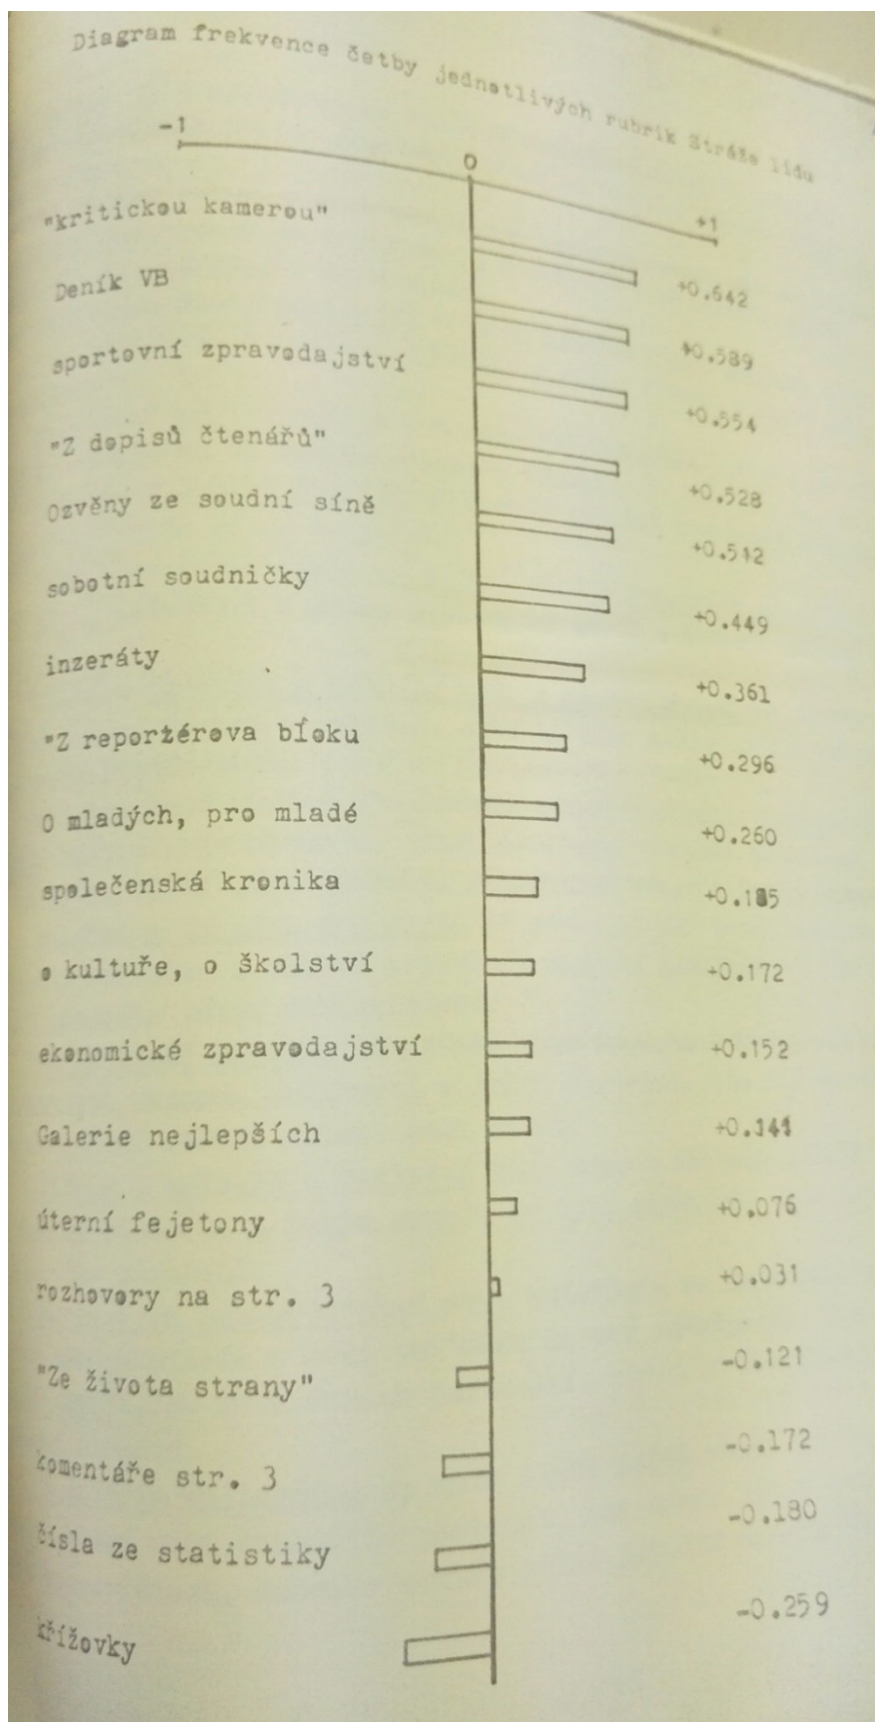 Diagram frekvence četby jednotlivých rubrik Stráže lidu
-1 0 +1
"kritickou kamerou" +0.642
Deník VB +0.589
sportovní zpravodajství +0.554
"Z dopisů čtenářů" +0.528
Ozvěny ze soudní síně +0.512
sobotní soudničky +0.449
inzeráty +0.361
"Z reportérova bloku +0.296
O mladých, pro mladé +0.260
společenská kronika +0.185
o kultuře, o školství +0.172
ekonomické zpravodajství +0.152
Galerie nejlepších +0.141
úterní fejetony +0.076
rozhovory na str. 3 +0.031
"Ze života strany" -0.121
komentáře str. 3 -0.172
čísla ze statistiky -0.180
křížovky -0.259